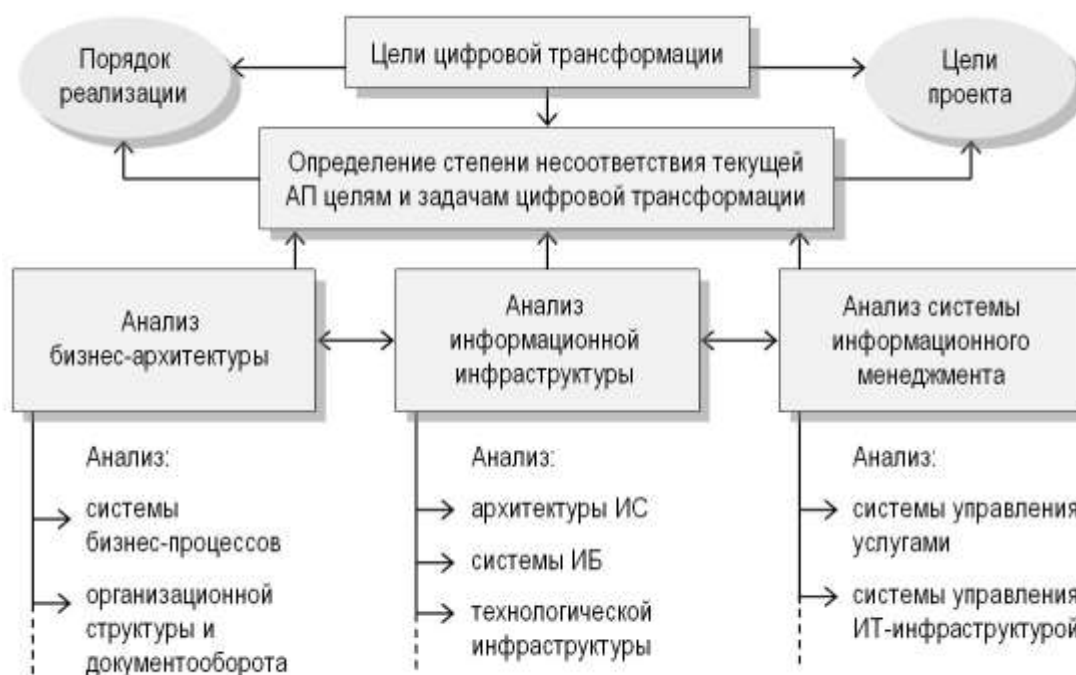 Порядок
реализации
Цели цифровой трансформации
Цели
проекта
Определение степени несоответствия текущей
АП целям и задачам цифровой трансформации
Анализ
бизнес-архитектуры
Анализ
информационной
инфраструктуры
Анализ системы
информационного
менеджмента
Анализ:
системы
бизнес-процессов
организационной
структуры и
документооборота
Анализ:
архитектуры ИС
системы ИБ
технологической
инфраструктуры
Анализ:
системы управления
услугами
системы управления
ИТ-инфраструктурой